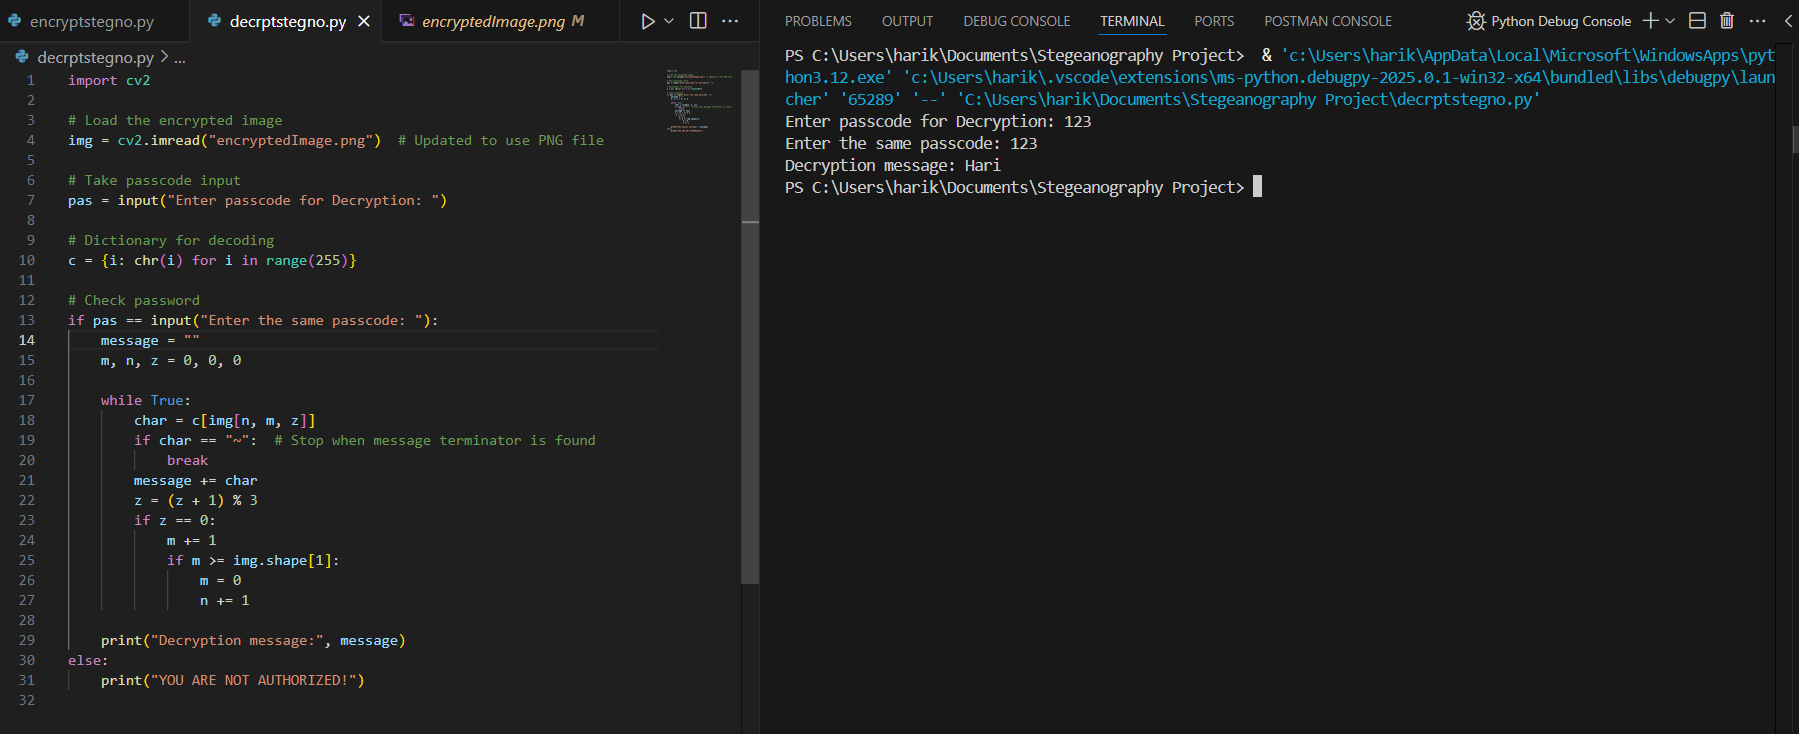 encryptstegno.py
decrptstegno.py
encryptedImage.png M
decrptstegno.py > ...
1 import cv2
2
3 # Load the encrypted image
4 img = cv2.imread("encryptedImage.png")  # Updated to use PNG file
5
6 # Take passcode input
7 pas = input("Enter passcode for Decryption: ")
8
9 # Dictionary for decoding
10 c = {i: chr(i) for i in range(255)}
11
12 # Check password
13 if pas == input("Enter the same passcode: "):
14     message = ""
15     m, n, z = 0, 0, 0
16
17     while True:
18         char = c[img[n, m, z]]
19         if char == "~":  # Stop when message terminator is found
20             break
21         message += char
22         z = (z + 1) % 3
23         if z == 0:
24             m += 1
25             if m >= img.shape[1]:
26                 m = 0
27                 n += 1
28
29     print("Decryption message:", message)
30 else:
31     print("YOU ARE NOT AUTHORIZED!")
32
PROBLEMS OUTPUT DEBUG CONSOLE TERMINAL PORTS POSTMAN CONSOLE
Python Debug Console
PS C:\Users\harik\Documents\Stegeanography Project>  & 'c:\Users\harik\AppData\Local\Microsoft\WindowsApps\pyt
hon3.12.exe' 'c:\Users\harik\.vscode\extensions\ms-python.debugpy-2025.0.1-win32-x64\bundled\libs\debugpy\laun
cher' '65289' '--' 'C:\Users\harik\Documents\Stegeanography Project\decrptstegno.py'
Enter passcode for Decryption: 123
Enter the same passcode: 123
Decryption message: Hari
PS C:\Users\harik\Documents\Stegeanography Project>